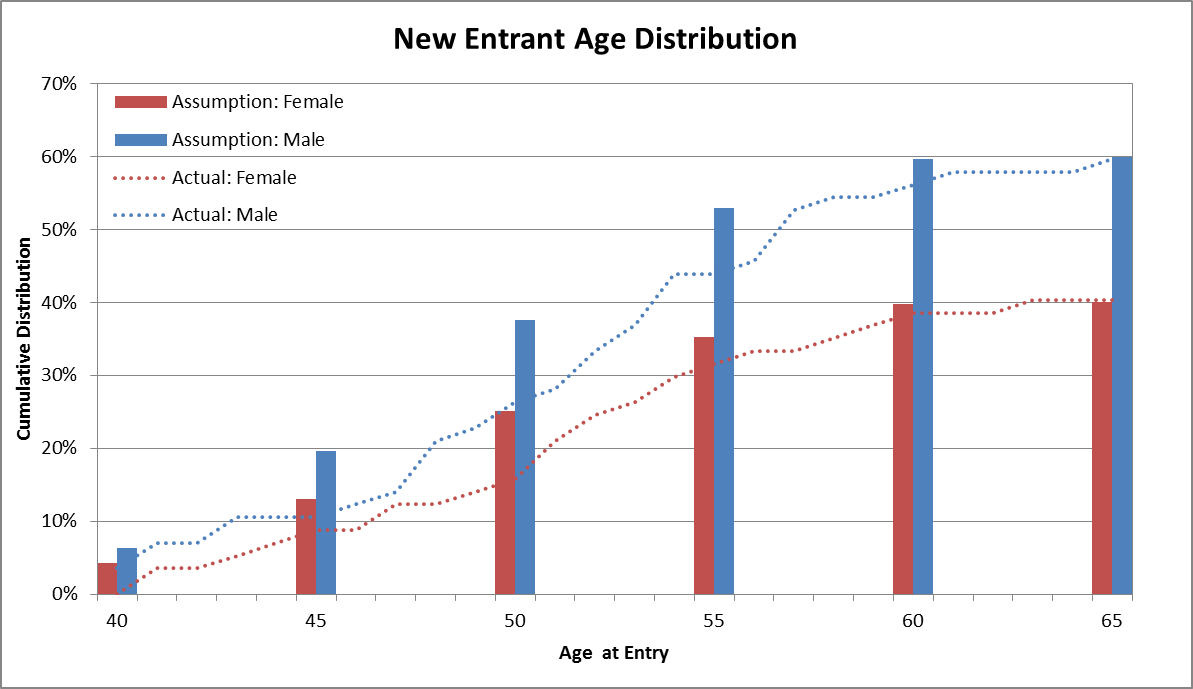 New Entrant Age Distribution
70%
60%
50%
40%
30%
20%
10%
0%
Cumulative Distribution
Assumption: Female
Assumption: Male
Actual: Female
Actual: Male
40 45 50 55 60 65
Age at Entry